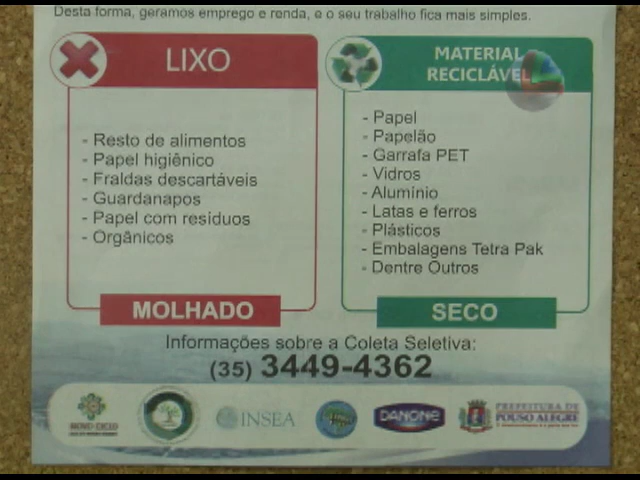 Desta forma, geramos emprego e renda, e o seu trabalho fica mais simples.
LIXO
- Resto de alimentos
- Papel higiênico
- Fraldas descartáveis
- Guardanapos
- Papel com resíduos
- Orgânicos
MOLHADO
MATERIAL
RECICLÁVEL
- Papel
- Papelão
- Garrafa PET
- Vidros
- Alumínio
- Latas e ferros
- Plásticos
- Embalagens Tetra Pak
- Dentre Outros
SECO
Informações sobre a Coleta Seletiva:
(35) 3449-4362
NOVO CICLO
INSEA
DANONE
PREFEITURA DE
POUSO ALEGRE